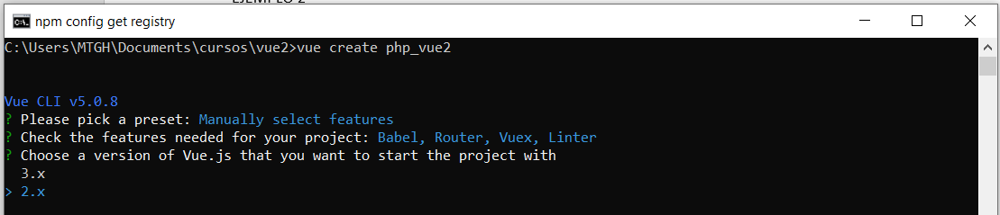 EJEMPLO 2
npm config get registry
C:\Users\MTGH\Documents\cursos\vue2>vue create php_vue2
Vue CLI v5.0.8
? Please pick a preset: Manually select features
? Check the features needed for your project: Babel, Router, Vuex, Linter
? Choose a version of Vue.js that you want to start the project with
3.x
> 2.x